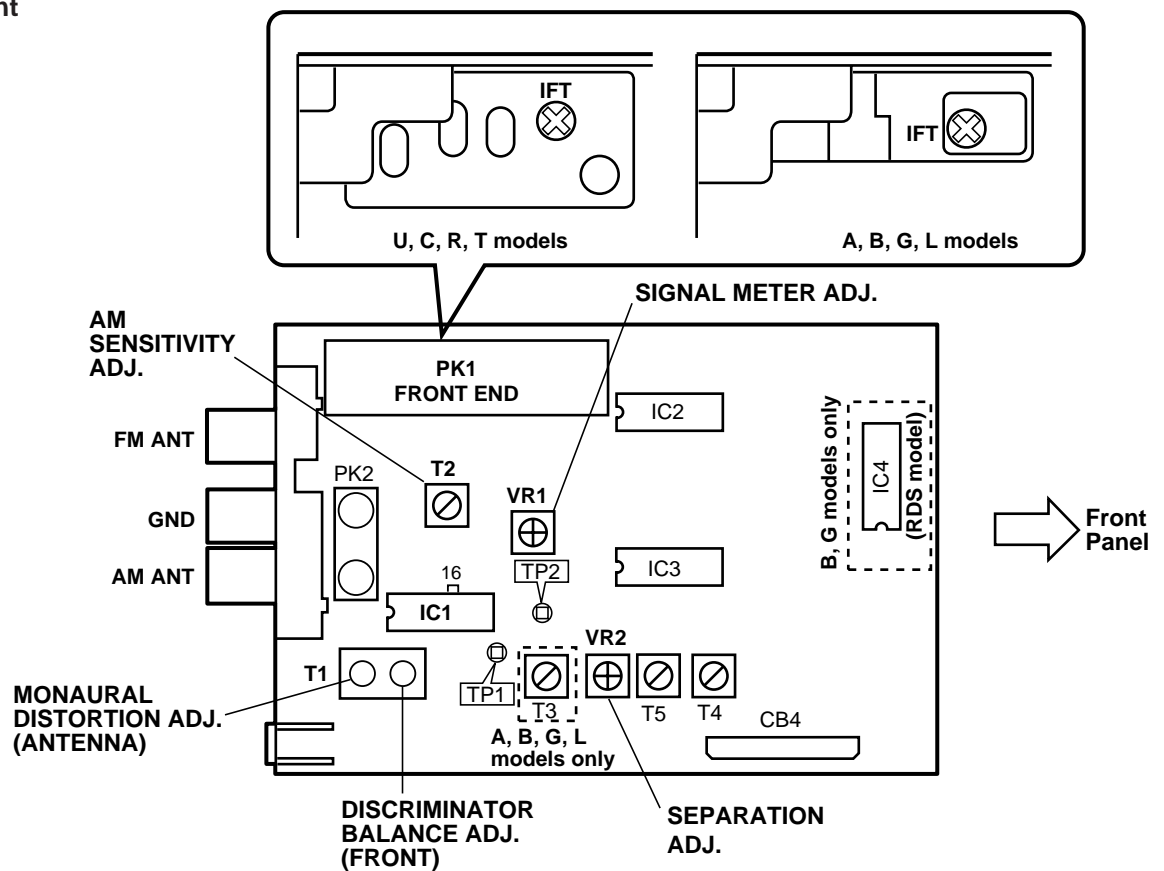 nt
IFT
IFT
U, C, R, T models
A, B, G, L models
SIGNAL METER ADJ.
AM
SENSITIVITY
ADJ.
PK1
FRONT END
IC2
FM ANT
PK2
T2
VR1
B, G models only
IC4
(RDS model)
GND
Front
Panel
AM ANT
16
TP2
IC3
IC1
VR2
T1
TP1
T3
T5
T4
MONAURAL
DISTORTION ADJ.
(ANTENNA)
A, B, G, L
models only
CB4
DISCRIMINATOR
BALANCE ADJ.
(FRONT)
SEPARATION
ADJ.